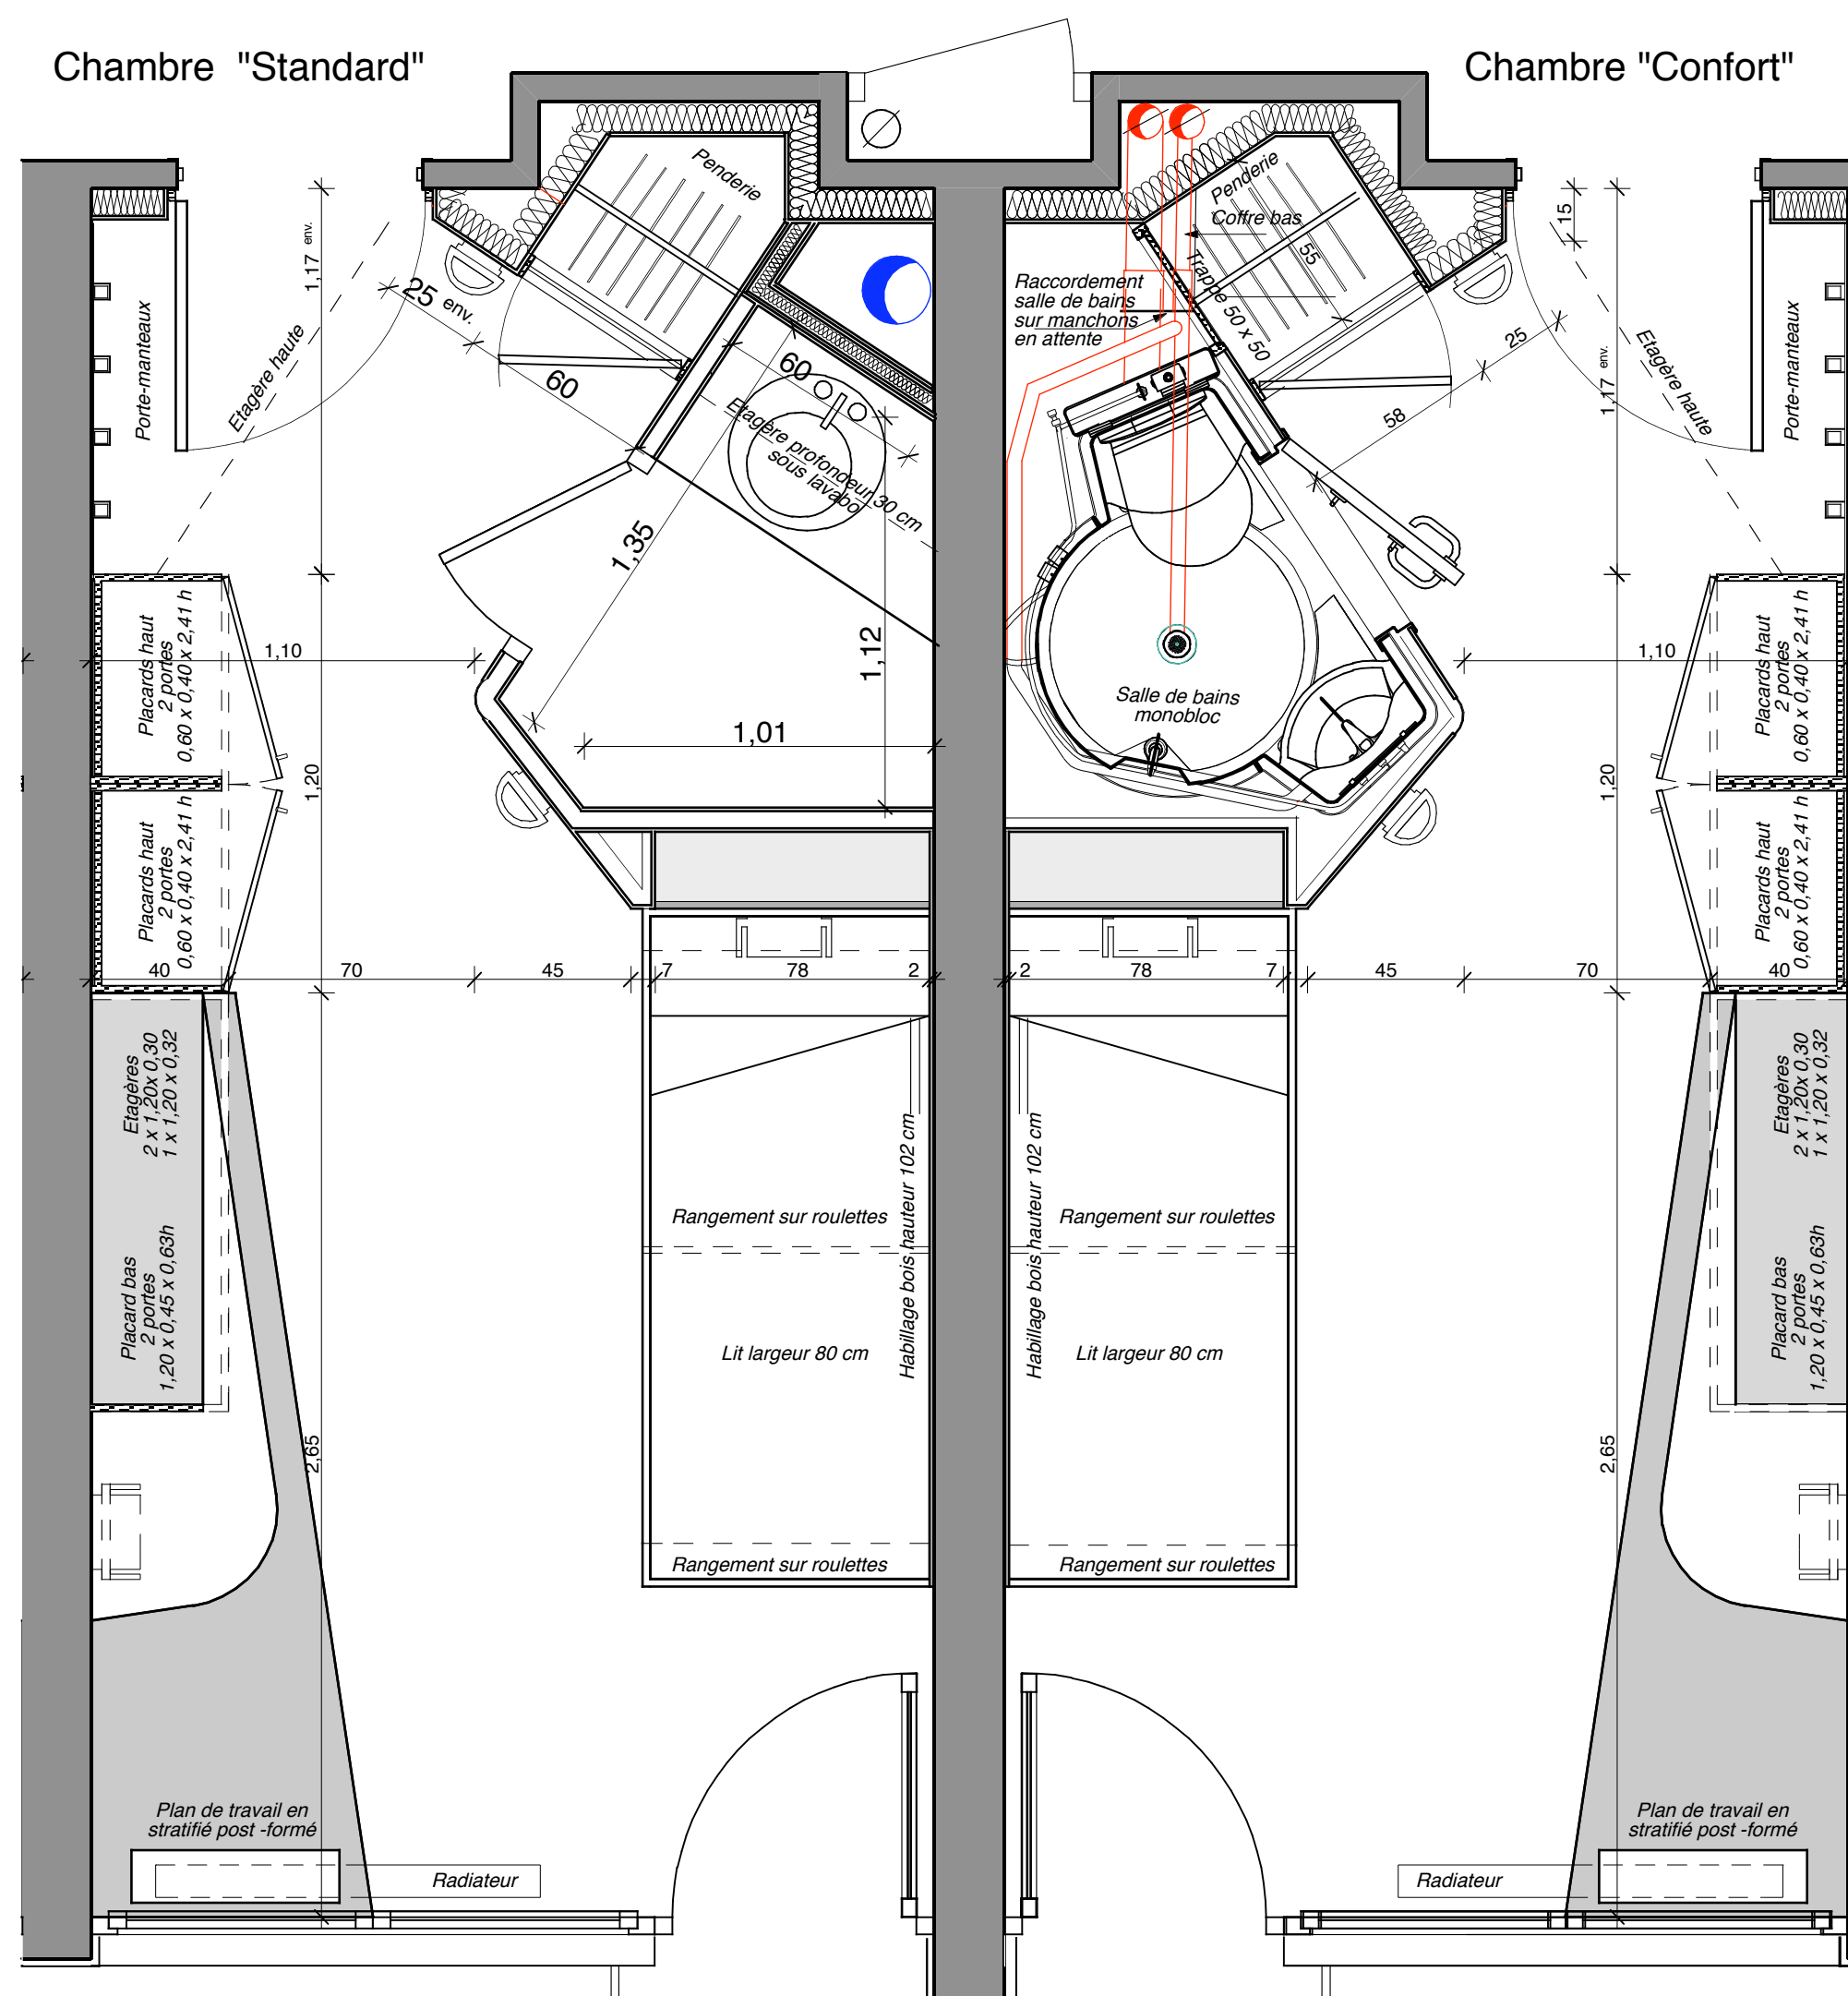 Chambre "Standard"
Chambre "Confort"
Penderie
1,17 env.
25 env.
Porte-manteaux
Etagère haute
60
60
Etagère profondeur 30 cm
sous lavabo
1,35
1,12
1,01
1,10
Placards haut
2 portes
0,60 x 0,40 x 2,41 h
1,20
Placards haut
2 portes
0,60 x 0,40 x 2,41 h
40
70
45
7
78
2
Etagères
2 x 1,20x 0,30
1 x 1,20 x 0,32
Placard bas
2 portes
1,20 x 0,45 x 0,63h
2,65
Habillage bois hauteur 102 cm
Rangement sur roulettes
Lit largeur 80 cm
Rangement sur roulettes
Plan de travail en
stratifié post -formé
Radiateur
Penderie
Coffre bas
55
Trappe 50 x 50
Raccordement
salle de bains
sur manchons
en attente
15
25
58
1,17 env.
Etagère haute
Porte-manteaux
Salle de bains
monobloc
1,10
Placards haut
2 portes
0,60 x 0,40 x 2,41 h
1,20
Placards haut
2 portes
0,60 x 0,40 x 2,41 h
2
78
7
45
70
40
Etagères
2 x 1,20x 0,30
1 x 1,20 x 0,32
Placard bas
2 portes
1,20 x 0,45 x 0,63h
2,65
Habillage bois hauteur 102 cm
Rangement sur roulettes
Lit largeur 80 cm
Rangement sur roulettes
Plan de travail en
stratifié post -formé
Radiateur